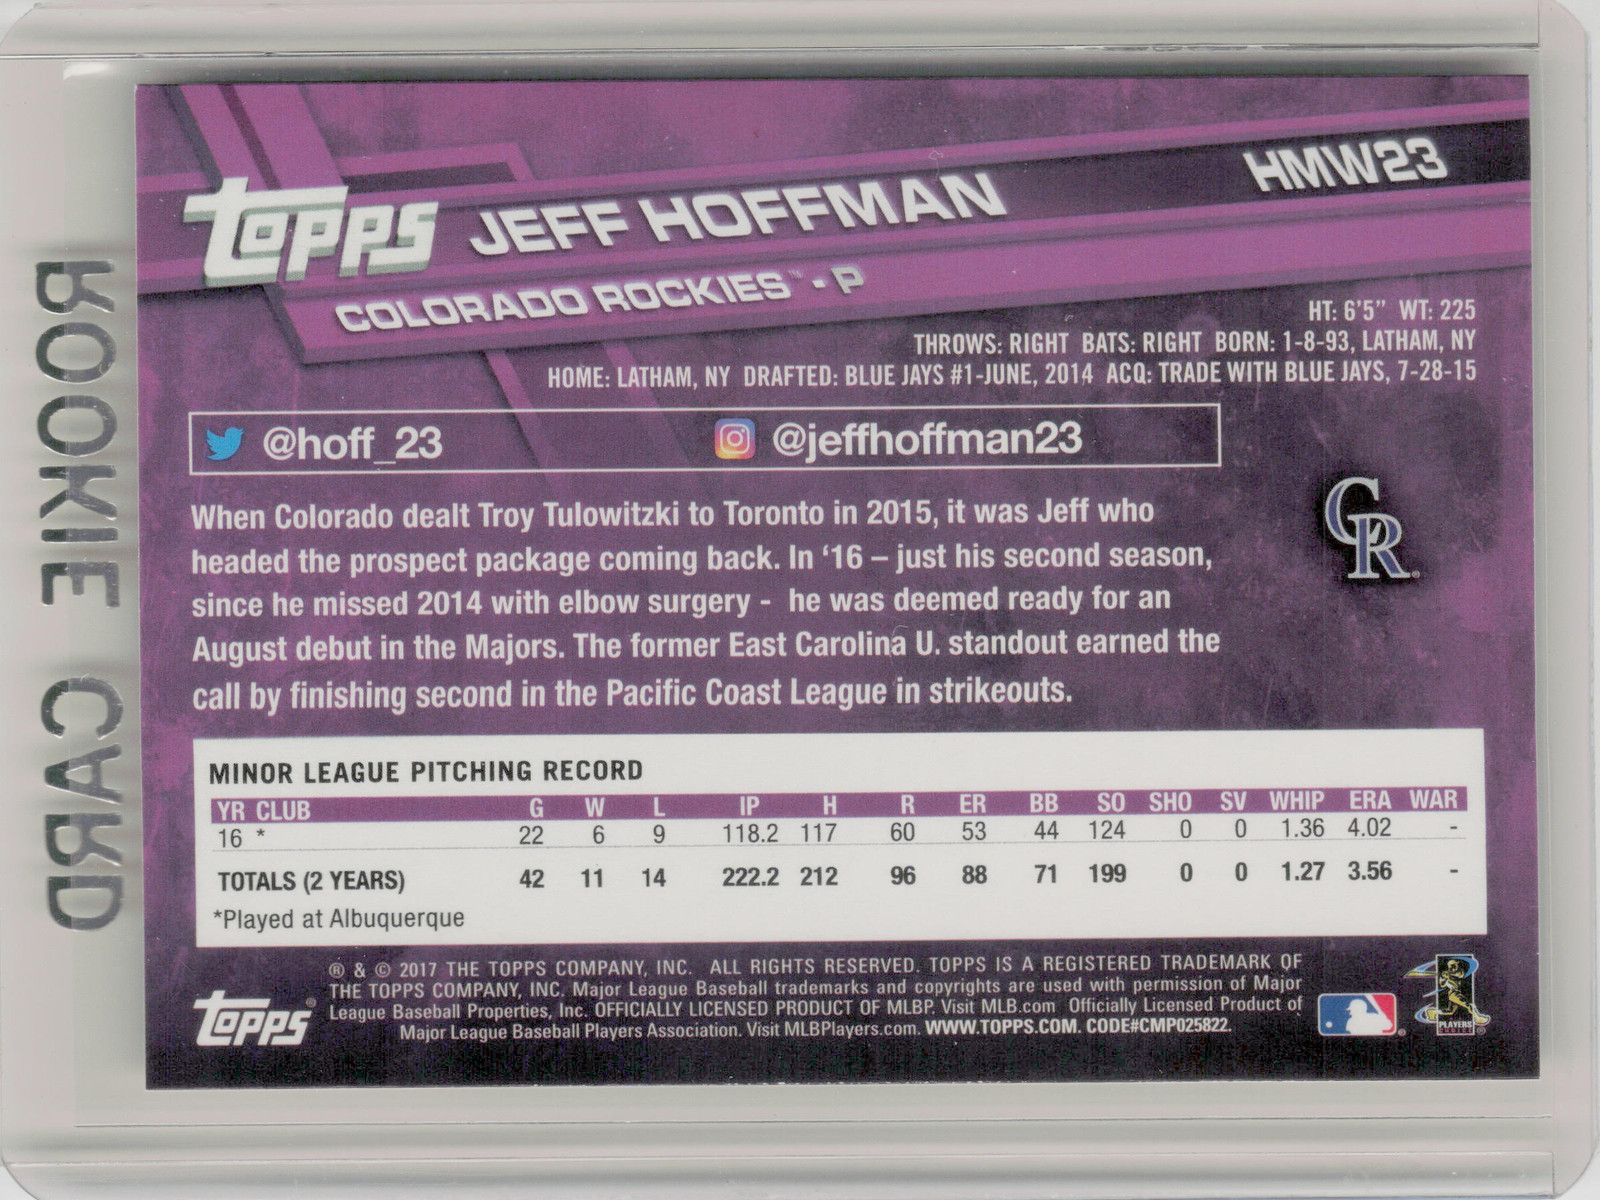 topps JEFF HOFFMAN HMW23
COLORADO ROCKIES™ - P
HT: 6'5” WT: 225
THROWS: RIGHT BATS: RIGHT BORN: 1-8-93, LATHAM, NY
HOME: LATHAM, NY DRAFTED: BLUE JAYS #1-JUNE, 2014 ACQ: TRADE WITH BLUE JAYS, 7-28-15
@hoff_23 @jeffhoffman23
When Colorado dealt Troy Tulowitzki to Toronto in 2015, it was Jeff who
headed the prospect package coming back. In ‘16 – just his second season,
since he missed 2014 with elbow surgery - he was deemed ready for an
August debut in the Majors. The former East Carolina U. standout earned the
call by finishing second in the Pacific Coast League in strikeouts.
CR
MINOR LEAGUE PITCHING RECORD
YR CLUB G W L IP H R ER BB SO SHO SV WHIP ERA WAR
16 * 22 6 9 118.2 117 60 53 44 124 0 0 1.36 4.02 -
TOTALS (2 YEARS) 42 11 14 222.2 212 96 88 71 199 0 0 1.27 3.56 -
*Played at Albuquerque
® & © 2017 THE TOPPS COMPANY, INC. ALL RIGHTS RESERVED. TOPPS IS A REGISTERED TRADEMARK OF
THE TOPPS COMPANY, INC. Major League Baseball trademarks and copyrights are used with permission of Major
League Baseball Properties, Inc. OFFICIALLY LICENSED PRODUCT OF MLBP. Visit MLB.com Officially Licensed Product of
Major League Baseball Players Association. Visit MLBPlayers.com. WWW.TOPPS.COM. CODE#CMP025822.
topps®
PLAYERS
CHOICE
ROOKIE CARD